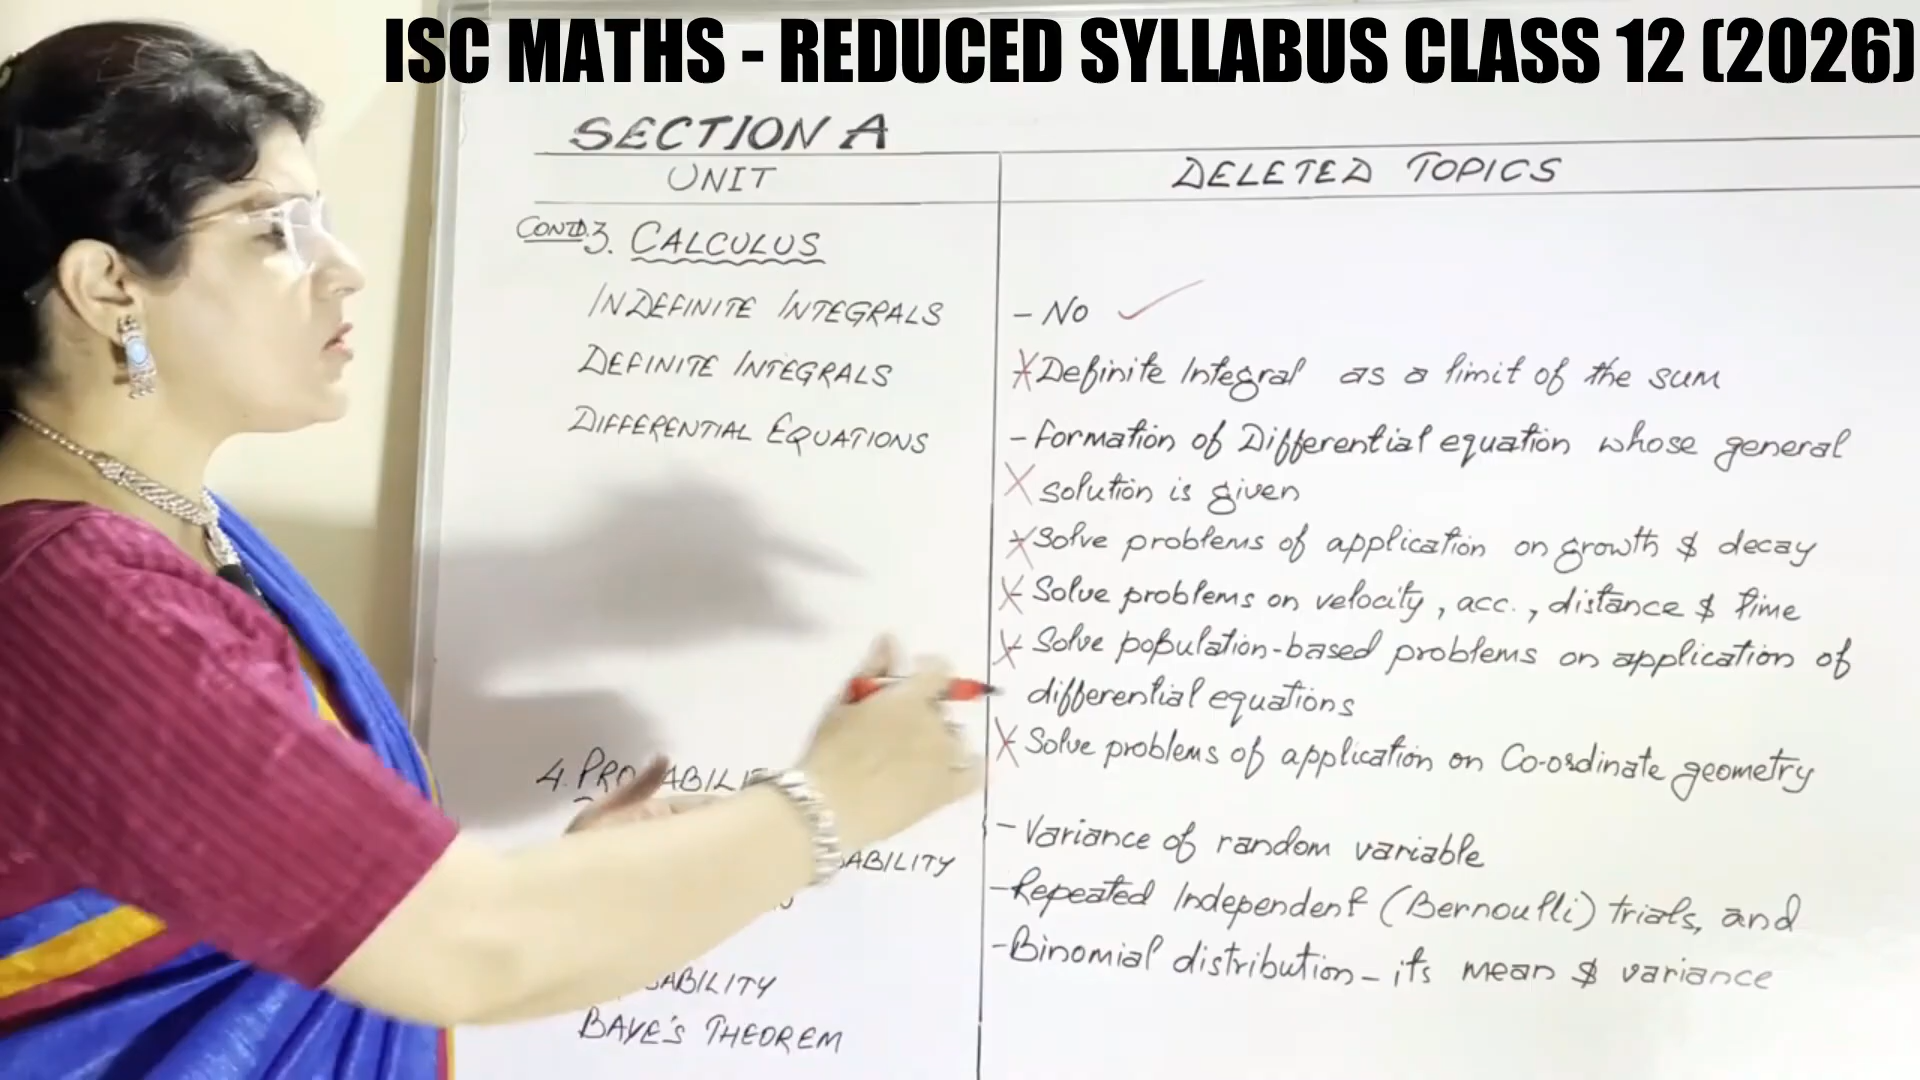 ISC MATHS - REDUCED SYLLABUS CLASS 12 (2026)
SECTION A
UNIT
DELETED TOPICS
CONTD. 3. CALCULUS
INDEFINITE INTEGRALS
- No ✓
DEFINITE INTEGRALS
Definite Integral as a limit of the sum
DIFFERENTIAL EQUATIONS
- Formation of Differential equation whose general
solution is given
- Solve problems of application on growth & decay
- Solve problems on velocity, acc., distance & time
- Solve population-based problems on application of
differential equations
- Solve problems of application on Co-ordinate geometry
4.
- Variance of random variable
ABILITY
- Repeated Independent (Bernoulli) trials, and
- Binomial distribution - its mean & variance
ABILITY
BAYE'S THEOREM